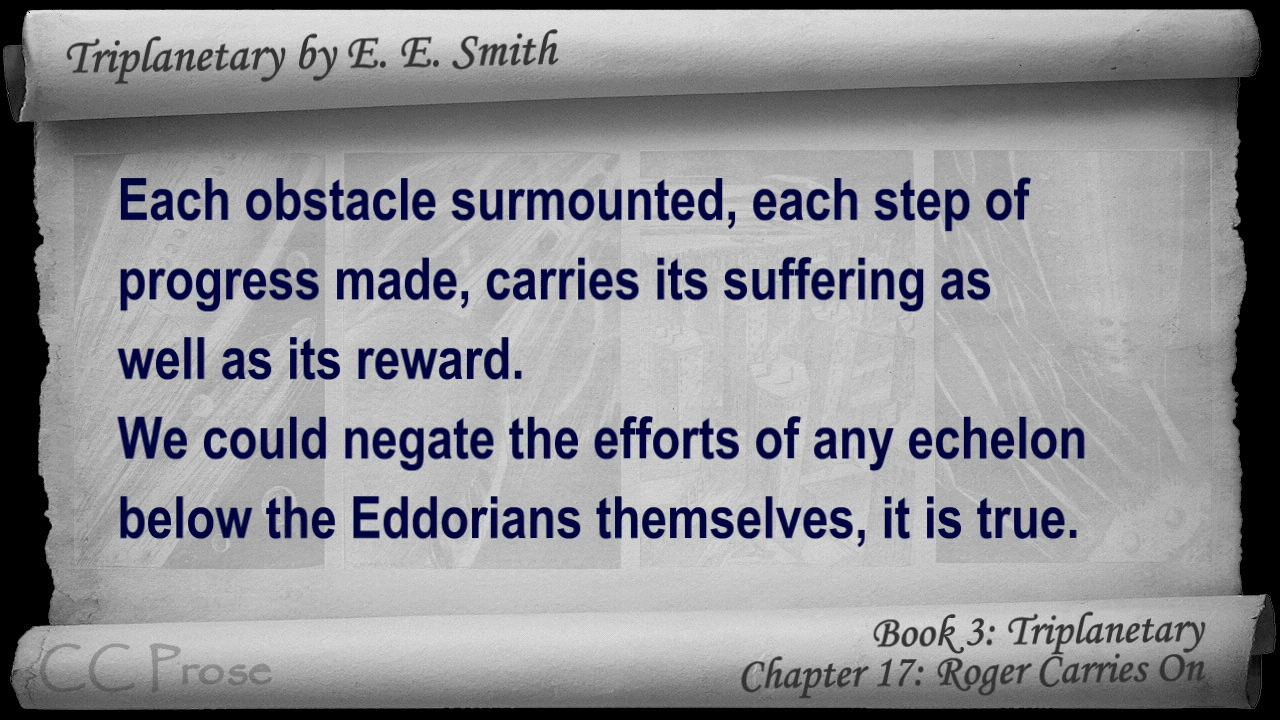 Triplanetary by E. E. Smith
Each obstacle surmounted, each step of
progress made, carries its suffering as
well as its reward.
We could negate the efforts of any echelon
below the Eddorians themselves, it is true.
Book 3: Triplanetary
Chapter 17: Roger Carries On
CC Prose